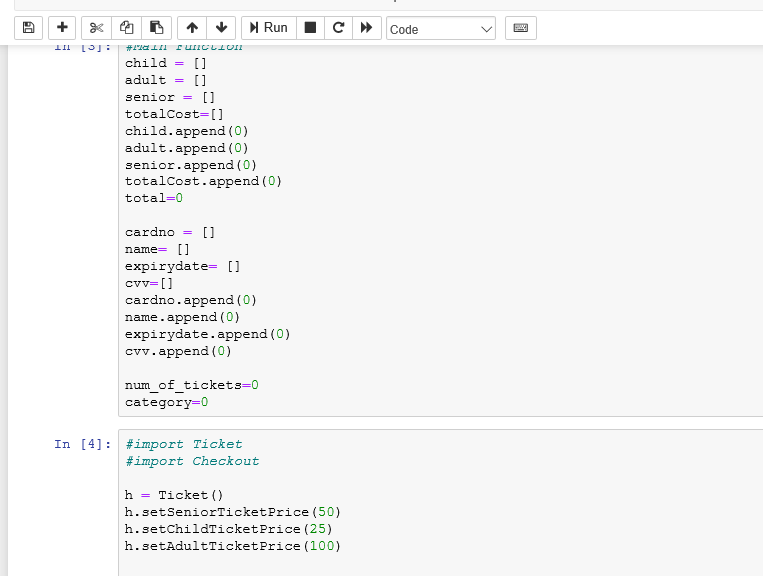 Run
Code
In [3]: #Main Function
child = []
adult = []
senior = []
totalCost=[]
child.append(0)
adult.append(0)
senior.append(0)
totalCost.append(0)
total=0
cardno = []
name= []
expirydate= []
cvv=[]
cardno.append(0)
name.append(0)
expirydate.append(0)
cvv.append(0)
num_of_tickets=0
category=0
In [4]: #import Ticket
#import Checkout
h = Ticket()
h.setSeniorTicketPrice(50)
h.setChildTicketPrice(25)
h.setAdultTicketPrice(100)